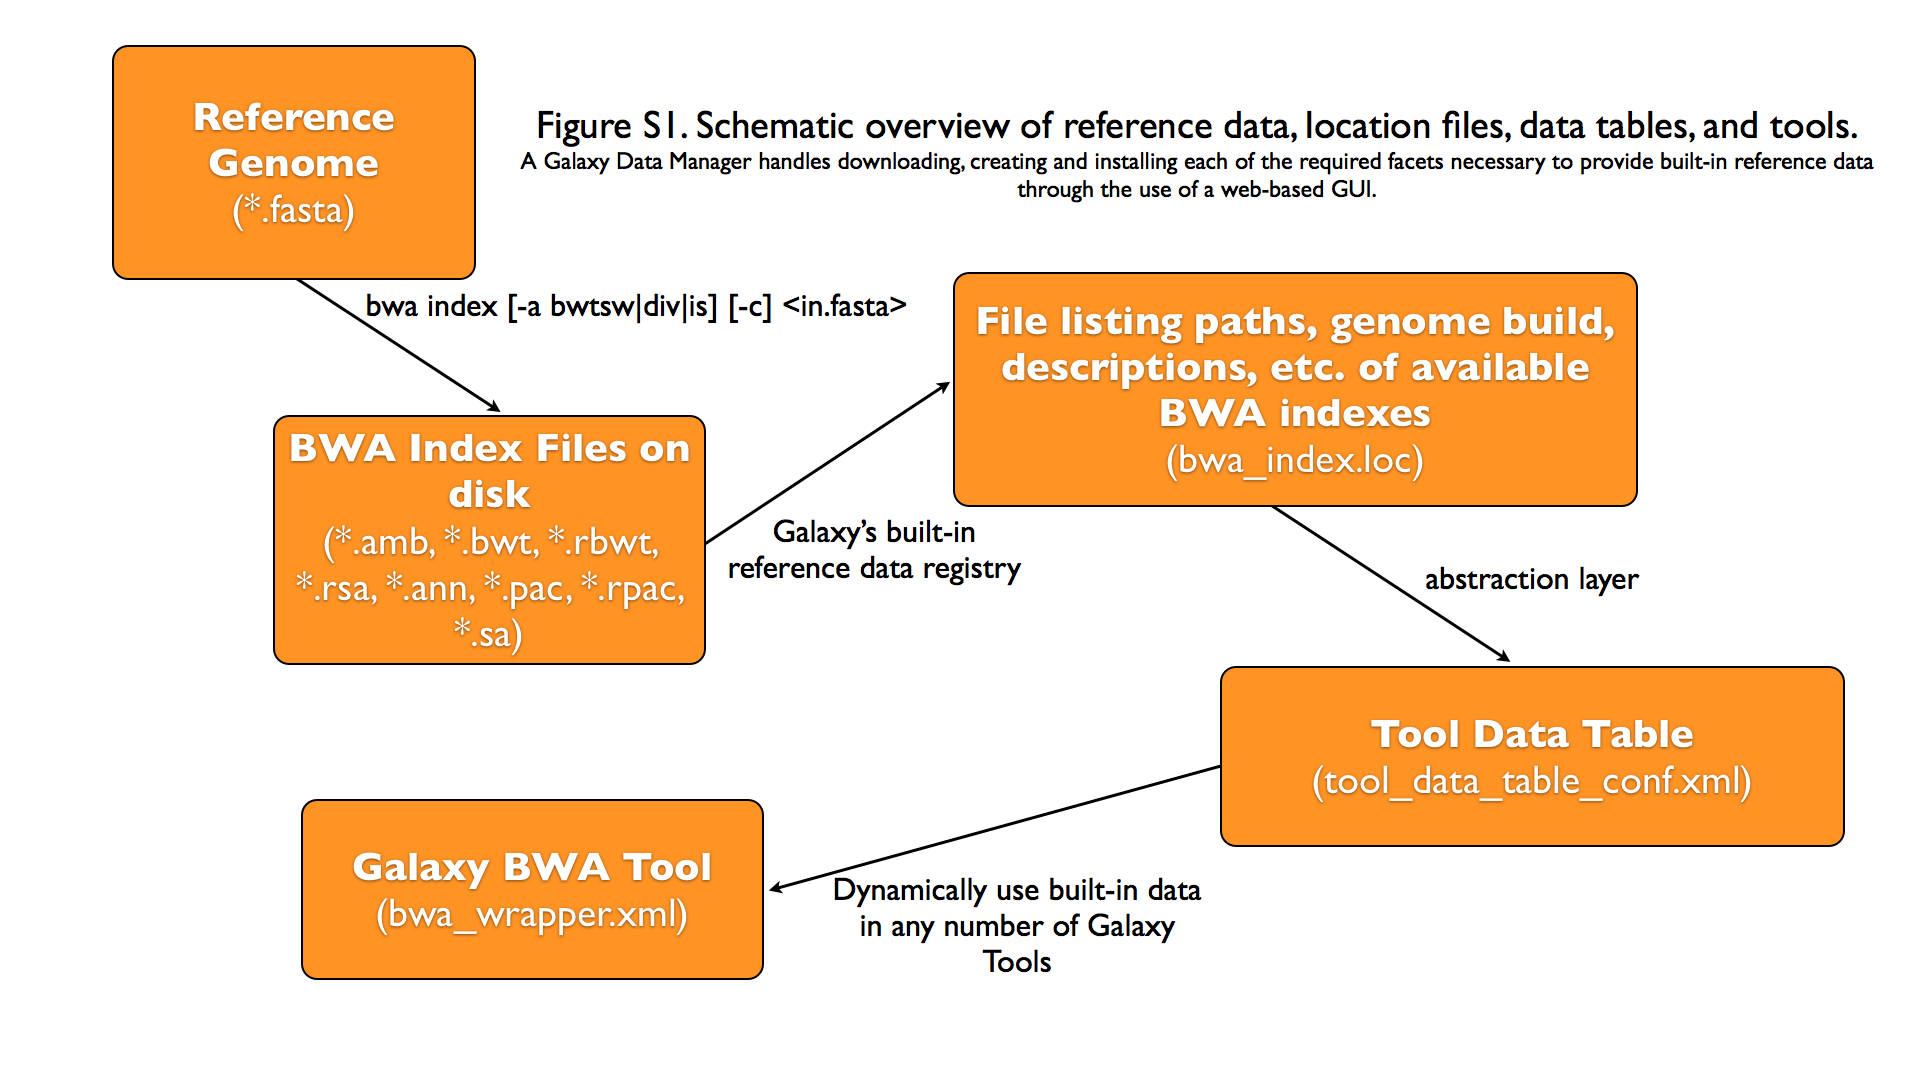 Reference
Genome
(*.fasta)
Figure S1. Schematic overview of reference data, location files, data tables, and tools.
A Galaxy Data Manager handles downloading, creating and installing each of the required facets necessary to provide built-in reference data
through the use of a web-based GUI.
bwa index [-a bwtsw|div|is] [-c] <in.fasta>
File listing paths, genome build,
descriptions, etc. of available
BWA indexes
(bwa_index.loc)
BWA Index Files on
disk
(*.amb, *.bwt, *.rbwt,
*.rsa, *.ann, *.pac, *.rpac,
*.sa)
Galaxy’s built-in
reference data registry
abstraction layer
Tool Data Table
(tool_data_table_conf.xml)
Galaxy BWA Tool
(bwa_wrapper.xml)
Dynamically use built-in data
in any number of Galaxy
Tools